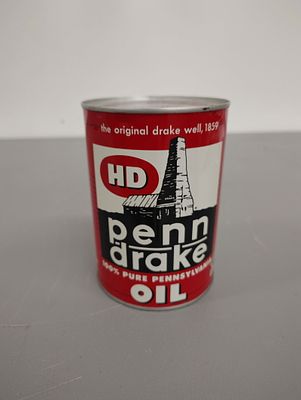 the original drake well, 1859
HD
penn
drake
100% PURE PENNSYLVANIA
OIL